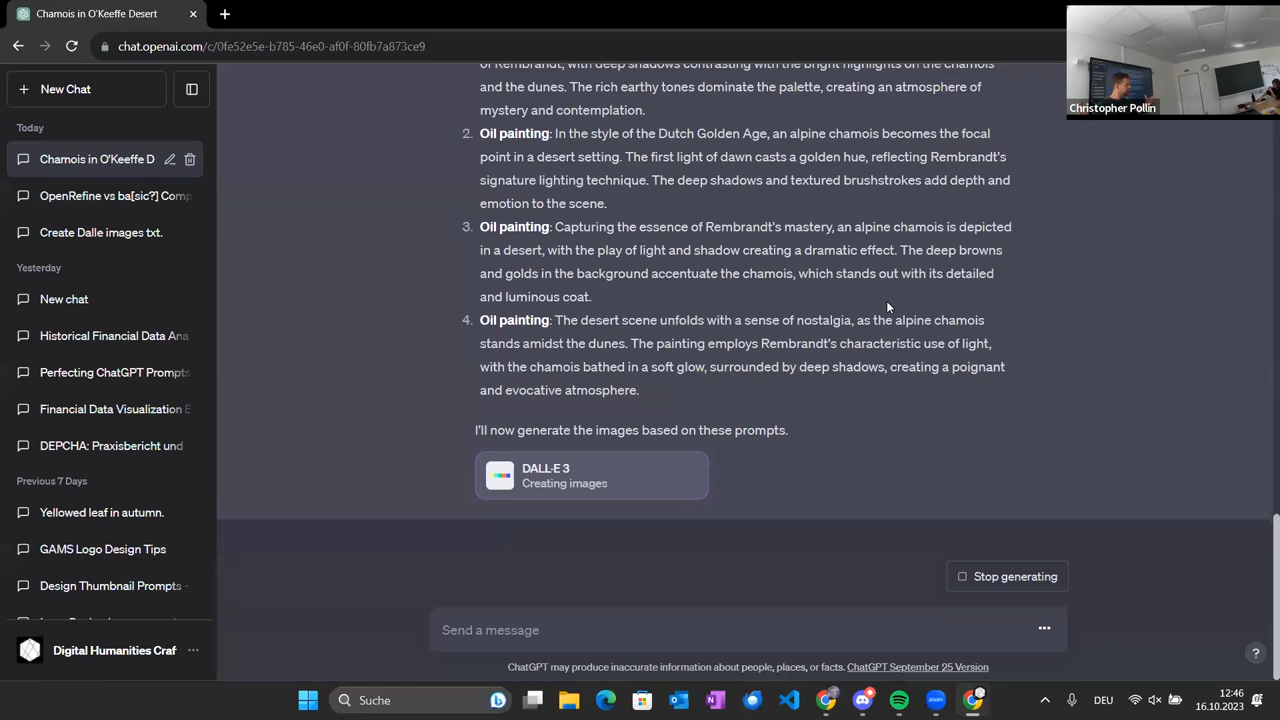 Chamois in O'Keeffe Desert
chat.openai.com/c/0fe52e5e-b785-46e0-af0f-80fb7a873ce9
Christopher Pollin
New Chat
Today
Chamois in O'Keeffe D
OpenRefine vs ba[sic?] Comp
Create Dalle images txt.
Yesterday
New chat
Historical Financial Data Ana
Perfecting ChatGPT Prompts
Financial Data Visualization E
DEPCHA: Praxisbericht und
Previous 7 Days
Yellowed leaf in autumn.
GAMS Logo Design Tips
Design Thumbnail Prompts -
Digital Humanities Craf
of Rembrandt, with deep shadows contrasting with the bright highlights on the chamois
and the dunes. The rich earthy tones dominate the palette, creating an atmosphere of
mystery and contemplation.
2. Oil painting: In the style of the Dutch Golden Age, an alpine chamois becomes the focal
point in a desert setting. The first light of dawn casts a golden hue, reflecting Rembrandt's
signature lighting technique. The deep shadows and textured brushstrokes add depth and
emotion to the scene.
3. Oil painting: Capturing the essence of Rembrandt's mastery, an alpine chamois is depicted
in a desert, with the play of light and shadow creating a dramatic effect. The deep browns
and golds in the background accentuate the chamois, which stands out with its detailed
and luminous coat.
4. Oil painting: The desert scene unfolds with a sense of nostalgia, as the alpine chamois
stands amidst the dunes. The painting employs Rembrandt's characteristic use of light,
with the chamois bathed in a soft glow, surrounded by deep shadows, creating a poignant
and evocative atmosphere.
I'll now generate the images based on these prompts.
DALL·E 3
Creating images
Stop generating
Send a message
ChatGPT may produce inaccurate information about people, places, or facts. ChatGPT September 25 Version
?
Suche
zoom
DEU
12:46
16.10.2023